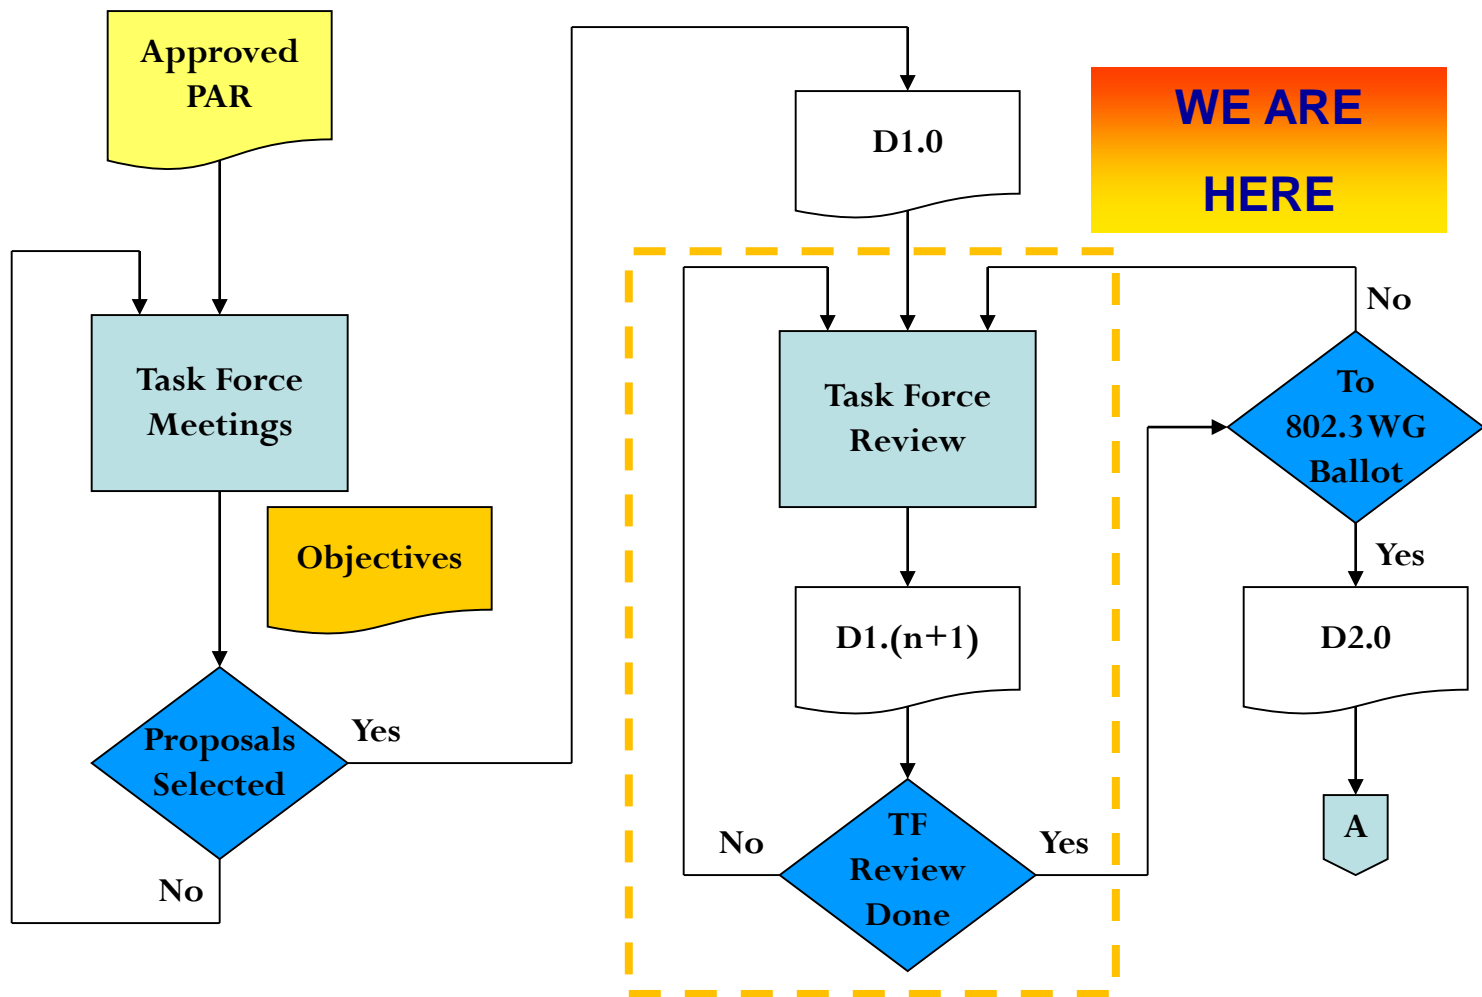 Approved
PAR
Task Force
Meetings
Objectives
Proposals
Selected
Yes
No
D1.0
WE ARE
HERE
Task Force
Review
D1.(n+1)
TF
Review
Done
No
Yes
No
To
802.3 WG
Ballot
Yes
D2.0
A